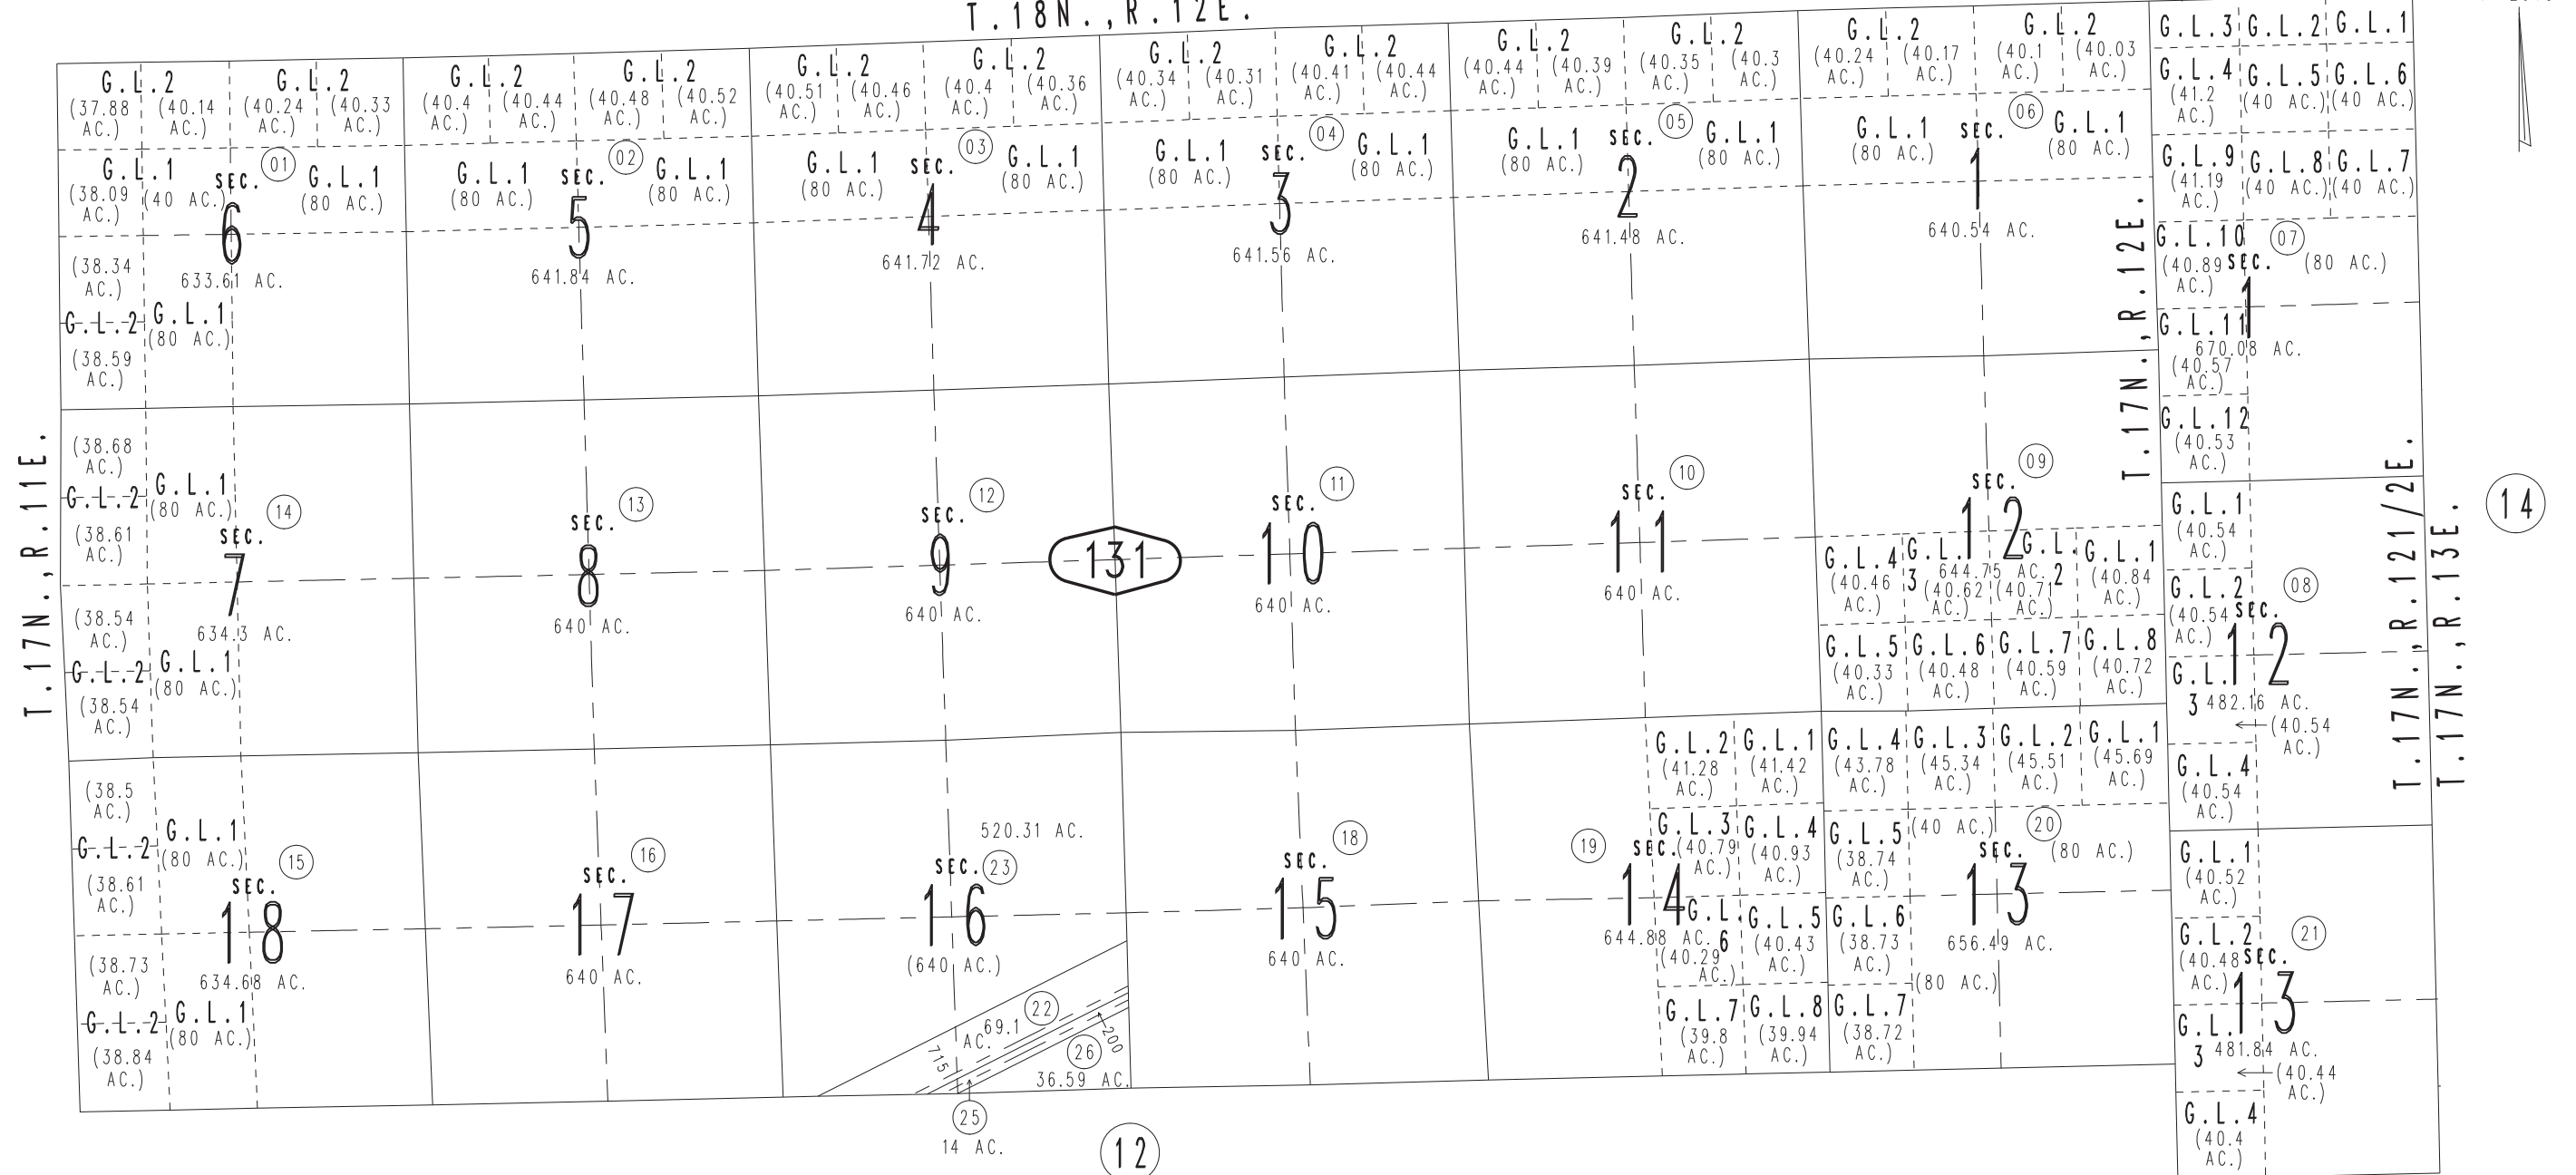 T.18N.,R.12E.
G.L.2 G.L.2 G.L.2 G.L.2 G.L.2 G.L.2 G.L.2 G.L.2 G.L.2 G.L.2 G.L.2 G.L.2 G.L.3 G.L.2 G.L.1
(37.88 AC.) (40.14 AC.) (40.24 AC.) (40.33 AC.) (40.4 AC.) (40.44 AC.) (40.48 AC.) (40.52 AC.) (40.51 AC.) (40.46 AC.) (40.4 AC.) (40.36 AC.) (40.34 AC.) (40.31 AC.) (40.41 AC.) (40.44 AC.) (40.44 AC.) (40.39 AC.) (40.35 AC.) (40.3 AC.) (40.24 AC.) (40.17 AC.) (40.1 AC.) (40.03 AC.)
G.L.4 G.L.5 G.L.6
(41.2 AC.) (40 AC.) (40 AC.)
G.L.1 (38.09 AC.) (40 AC.) SEC. 6 01 G.L.1 (80 AC.)
633.61 AC.
G.L.1 (80 AC.) SEC. 5 02 G.L.1 (80 AC.)
641.84 AC.
G.L.1 (80 AC.) SEC. 4 03 G.L.1 (80 AC.)
641.72 AC.
G.L.1 (80 AC.) SEC. 3 04 G.L.1 (80 AC.)
641.56 AC.
G.L.1 (80 AC.) SEC. 2 05 G.L.1 (80 AC.)
641.48 AC.
G.L.1 (80 AC.) SEC. 1 06 G.L.1 (80 AC.)
640.54 AC.
G.L.9 G.L.8 G.L.7
(41.19 AC.) (40 AC.) (40 AC.)
G.L.10 07
(40.89 AC.) SEC. 1 (80 AC.)
G.L.11
670.08 AC.
(40.57 AC.)
G.L.12
(40.53 AC.)
(38.34 AC.)
G.L.2 G.L.1
(80 AC.)
(38.59 AC.)
T.17N.,R.12E.
T.17N.,R.11E.
(38.68 AC.)
G.L.2 G.L.1
(80 AC.)
(38.61 AC.)
SEC. 7 14
634.3 AC.
(38.54 AC.)
G.L.2 G.L.1
(80 AC.)
(38.54 AC.)
SEC. 8 13
640 AC.
SEC. 9 12
640 AC.
131
SEC. 10 11
640 AC.
SEC. 11 10
640 AC.
SEC. 12 09
644.75 AC.
G.L.4 G.L.3 G.L.2 G.L.1
(40.46 AC.) (40.62 AC.) (40.71 AC.) (40.84 AC.)
G.L.5 G.L.6 G.L.7 G.L.8
(40.33 AC.) (40.48 AC.) (40.59 AC.) (40.72 AC.)
G.L.1
(40.54 AC.)
G.L.2 08
(40.54 AC.) SEC. 12
G.L.3 482.16 AC.
(40.54 AC.)
G.L.4
(40.54 AC.)
T.17N.,R.121/2E.
T.17N.,R.13E.
14
(38.5 AC.)
G.L.2 G.L.1
(80 AC.)
(38.61 AC.)
SEC. 18 15
634.68 AC.
(38.73 AC.)
G.L.2 G.L.1
(80 AC.)
(38.84 AC.)
SEC. 17 16
640 AC.
520.31 AC.
SEC. 16 23
(640 AC.)
22
69.1 AC.
715
200
26
36.59 AC.
25
14 AC.
SEC. 15 18
640 AC.
19 SEC. 14
644.88 AC.
G.L.2 G.L.1
(41.28 AC.) (41.42 AC.)
G.L.3 G.L.4
(40.79 AC.) (40.93 AC.)
G.L.6 G.L.5
(40.29 AC.) (40.43 AC.)
G.L.7 G.L.8
(39.8 AC.) (39.94 AC.)
G.L.4 G.L.3 G.L.2 G.L.1
(43.78 AC.) (45.34 AC.) (45.51 AC.) (45.69 AC.)
G.L.5 (40 AC.) 20
(38.74 AC.) SEC. 13 (80 AC.)
G.L.6 656.49 AC.
(38.73 AC.)
(80 AC.)
G.L.7
(38.72 AC.)
G.L.1
(40.52 AC.)
G.L.2 21
(40.48 AC.) SEC. 13
G.L.3 481.84 AC.
(40.44 AC.)
G.L.4
(40.4 AC.)
12